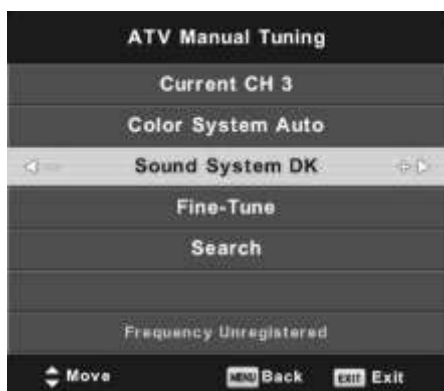 ATV Manual Tuning
Current CH 3
Color System Auto
Sound System DK
Fine-Tune
Search
Frequency Unregistered
Move MENU Back EXIT Exit